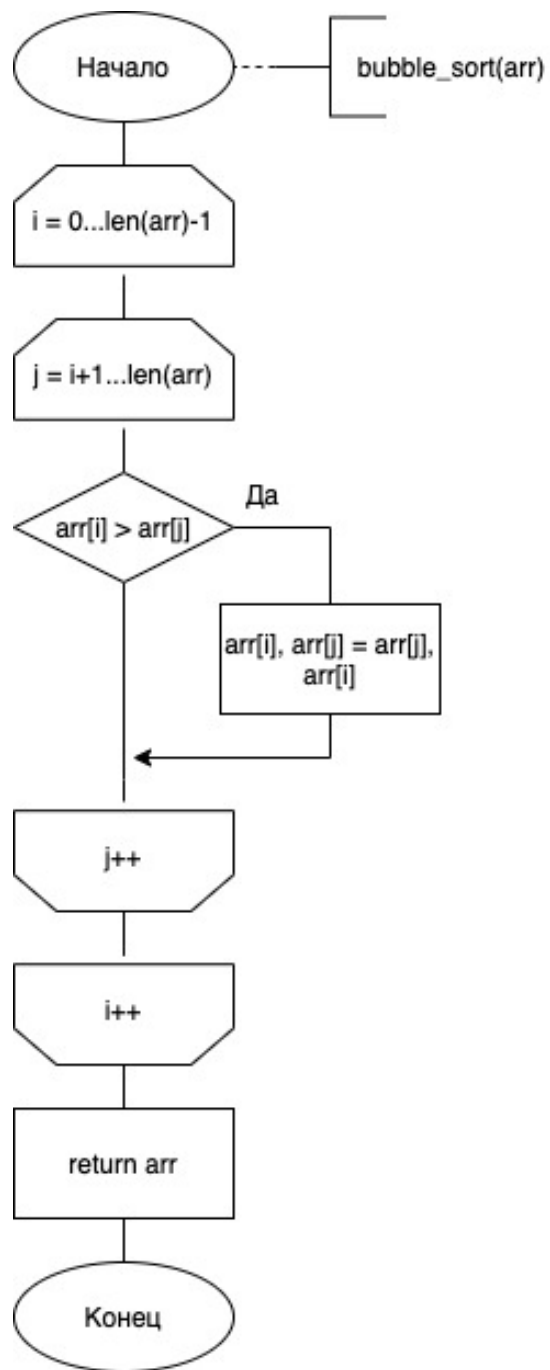 Начало
bubble_sort(arr)
i = 0...len(arr)-1
j = i+1...len(arr)
Да
arr[i] > arr[j]
arr[i], arr[j] = arr[j],
arr[i]
j++
i++
return arr
Конец